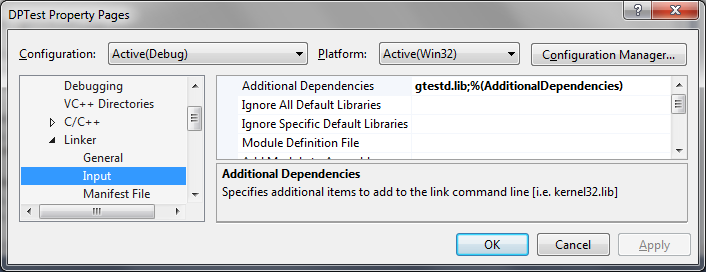 DPTest Property Pages
Configuration: Active(Debug) Platform: Active(Win32) Configuration Manager...
Debugging
VC++ Directories
C/C++
Linker
General
Input
Manifest File
Additional Dependencies gtestd.lib;%(AdditionalDependencies)
Ignore All Default Libraries
Ignore Specific Default Libraries
Module Definition File
Additional Dependencies
Specifies additional items to add to the link command line [i.e. kernel32.lib]
OK Cancel Apply